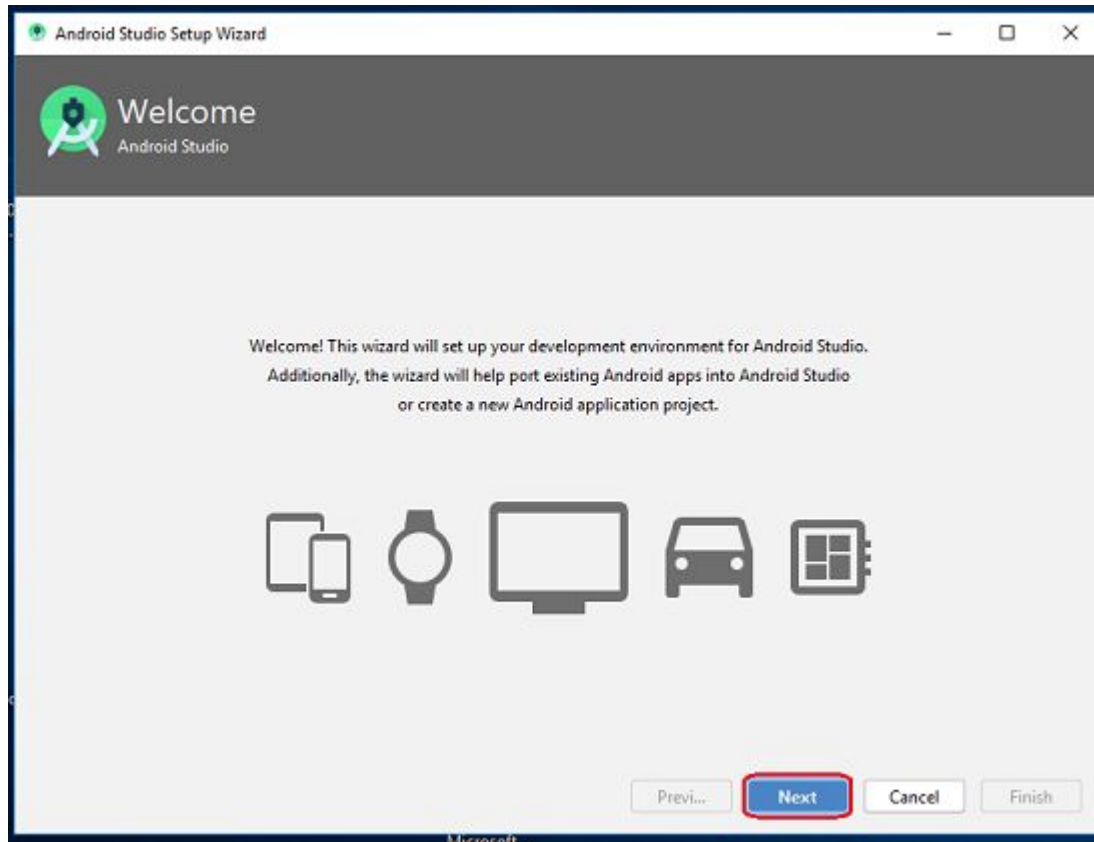 Android Studio Setup Wizard
Welcome
Android Studio
Welcome! This wizard will set up your development environment for Android Studio.
Additionally, the wizard will help port existing Android apps into Android Studio
or create a new Android application project.
Previ... Next Cancel Finish
Microsoft